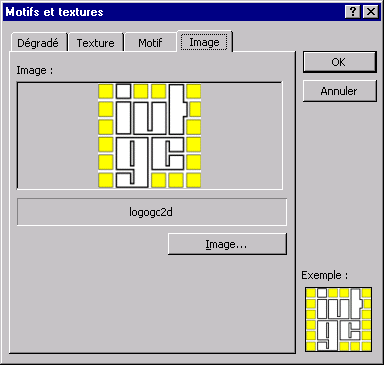 Motifs et textures
Dégradé Texture Motif Image
OK
Annuler
Image :
iut
gc
logogc2d
Image...
Exemple :
iut
gc